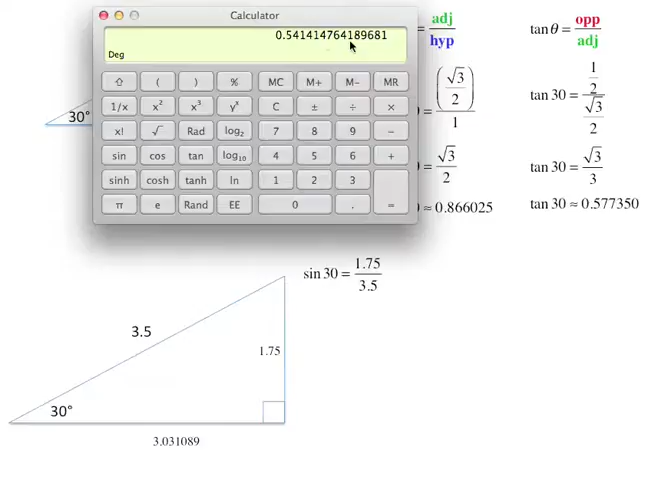 Calculator
0.541414764189681
Deg
⇧ ( ) % MC M+ M− MR
1/x x² x³ yˣ C ± ÷ ×
x! √ Rad log₂ 7 8 9 −
sin cos tan log₁₀ 4 5 6 +
sinh cosh tanh ln 1 2 3 =
π e Rand EE 0 .
= adj/hyp
tan θ = opp/adj
30°
0 = (√3/2)/1
tan 30 = (1/2)/(√3/2)
0 = √3/2
tan 30 = √3/3
0 ≈ 0.866025
tan 30 ≈ 0.577350
sin 30 = 1.75/3.5
3.5
1.75
30°
3.031089